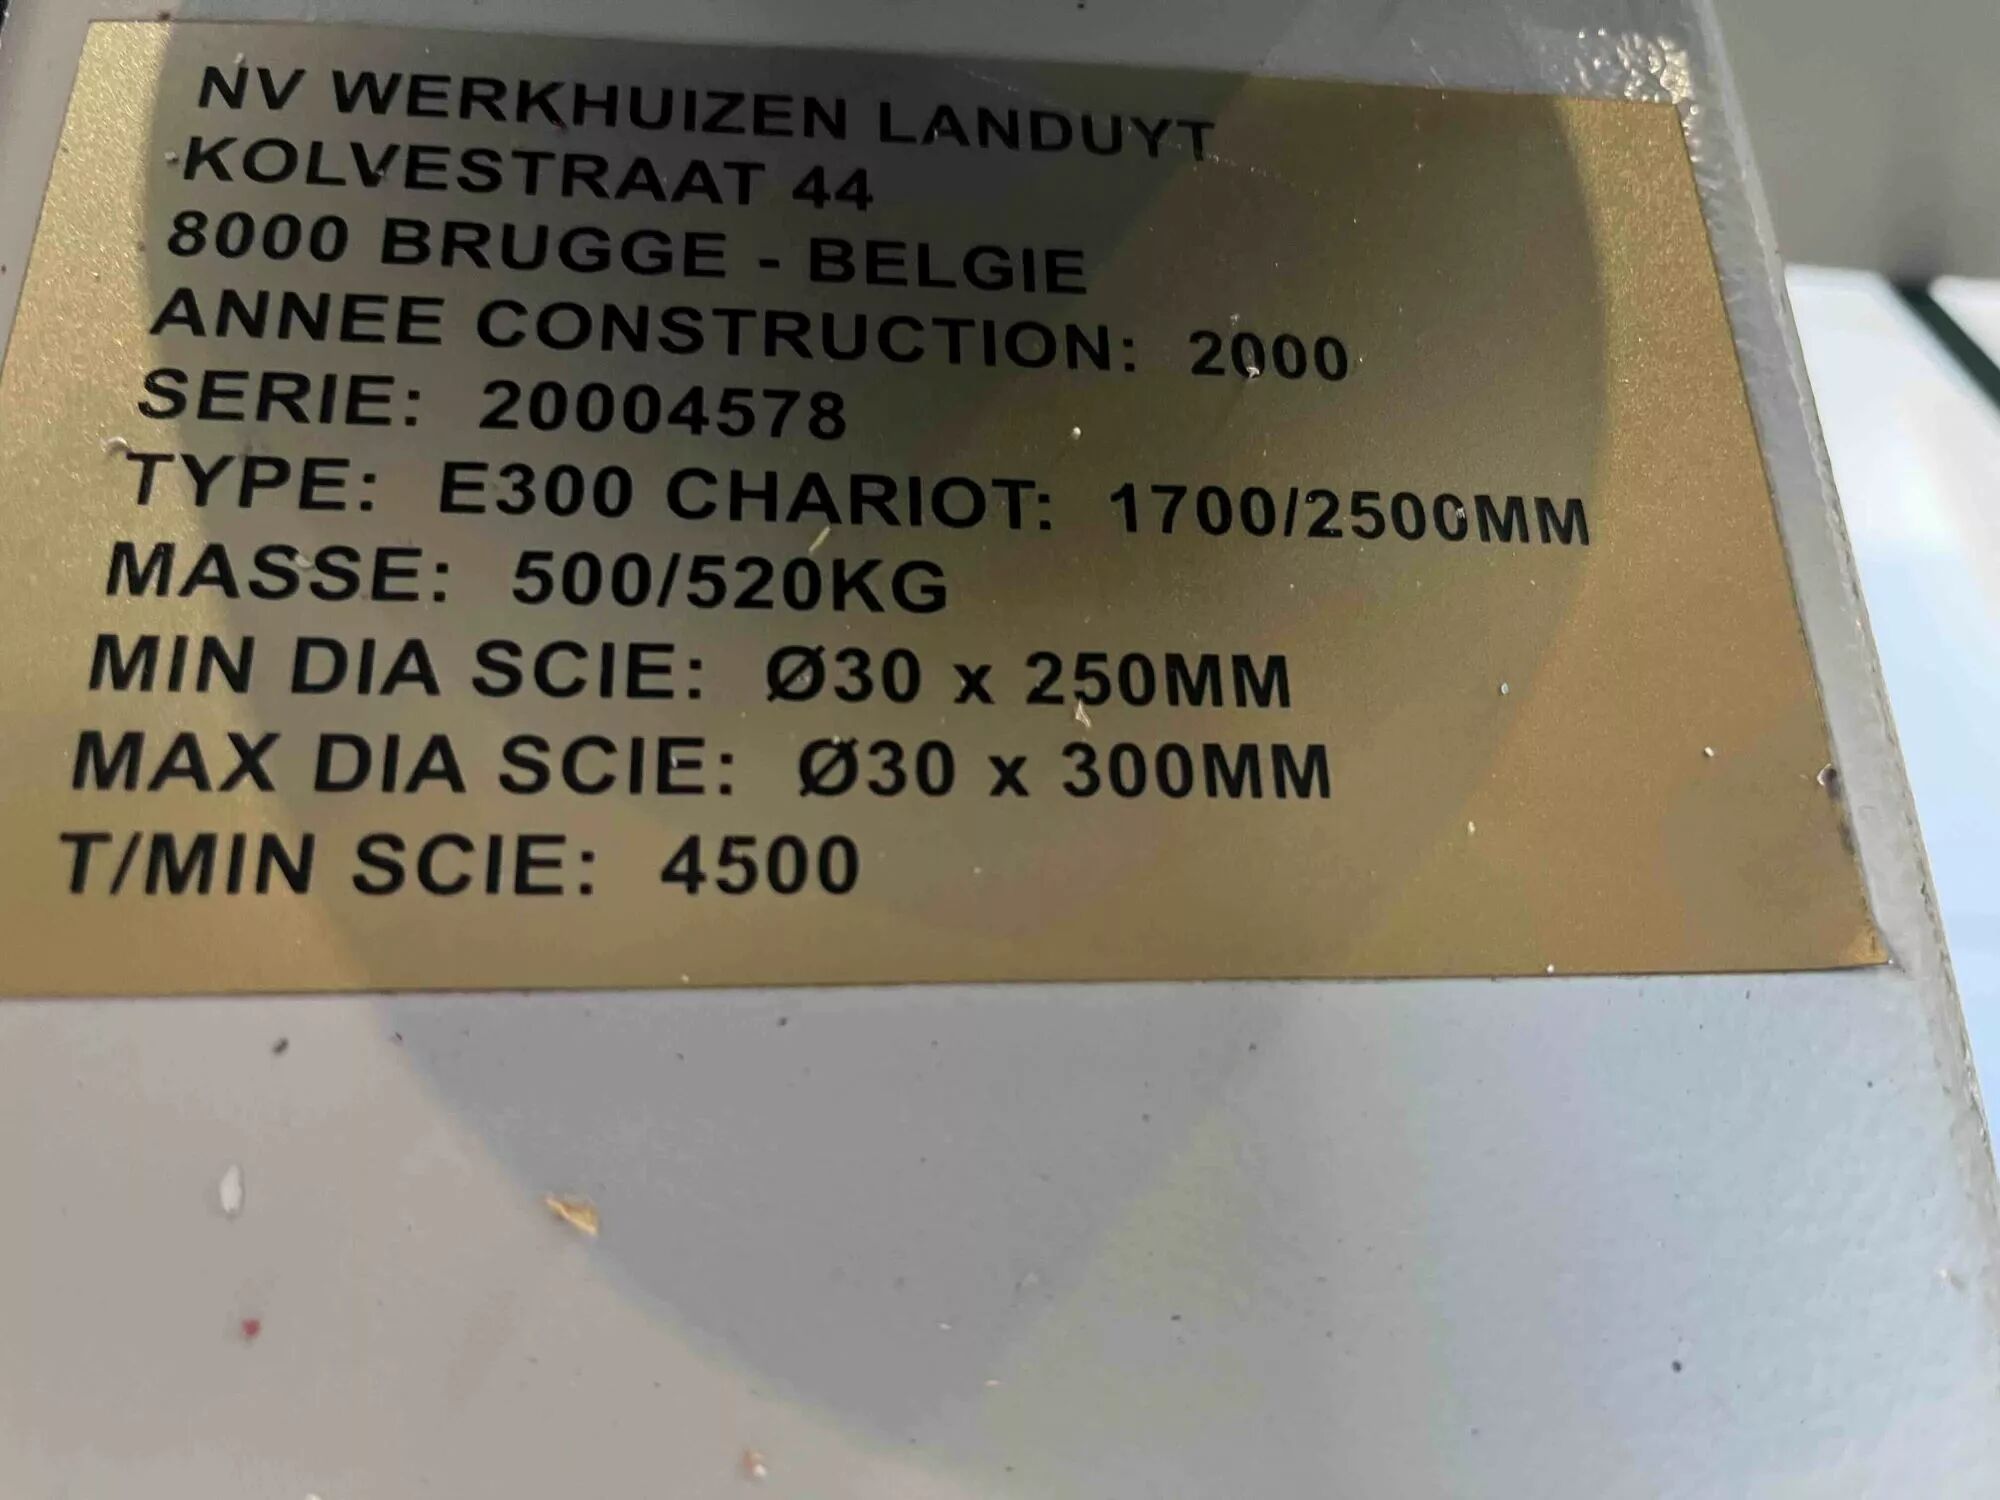 NV WERKHUIZEN LANDUYT
KOLVESTRAAT 44
8000 BRUGGE - BELGIE
ANNEE CONSTRUCTION: 2000
SERIE: 20004578
TYPE: E300 CHARIOT: 1700/2500MM
MASSE: 500/520KG
MIN DIA SCIE: Ø30 x 250MM
MAX DIA SCIE: Ø30 x 300MM
T/MIN SCIE: 4500